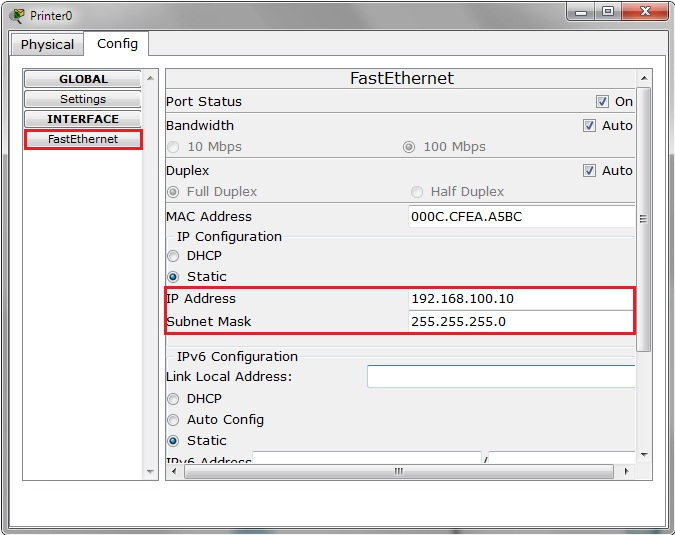 Printer0
Physical Config
GLOBAL
Settings
INTERFACE
FastEthernet
FastEthernet
Port Status On
Bandwidth Auto
10 Mbps 100 Mbps
Duplex Auto
Full Duplex Half Duplex
MAC Address 000C.CFEA.A5BC
IP Configuration
DHCP
Static
IP Address 192.168.100.10
Subnet Mask 255.255.255.0
IPv6 Configuration
Link Local Address:
DHCP
Auto Config
Static
IPv6 Address /